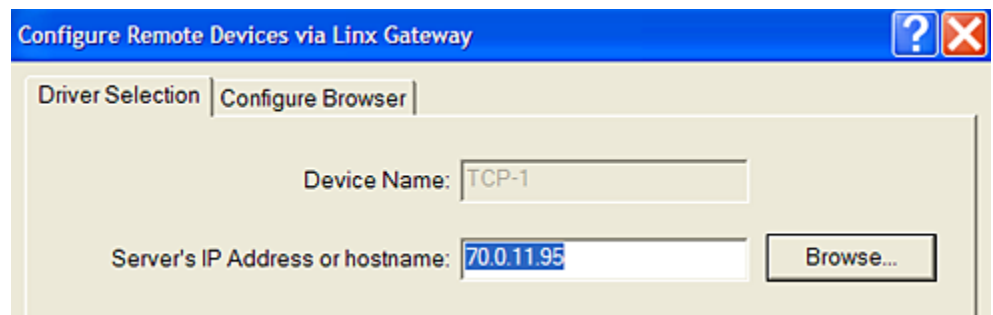 Configure Remote Devices via Linx Gateway
Driver Selection Configure Browser
Device Name: TCP-1
Server's IP Address or hostname: 70.0.11.95 Browse...